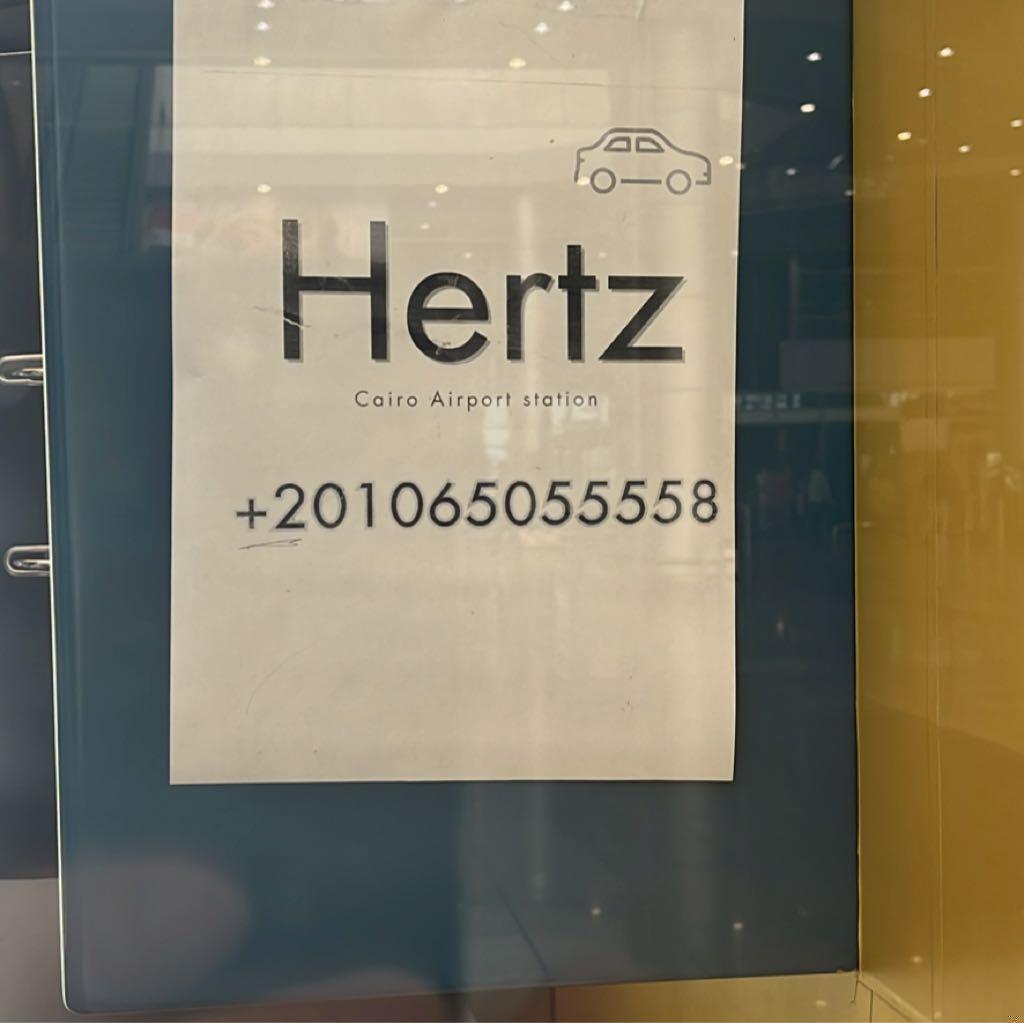 Hertz
Cairo Airport station
+201065055558